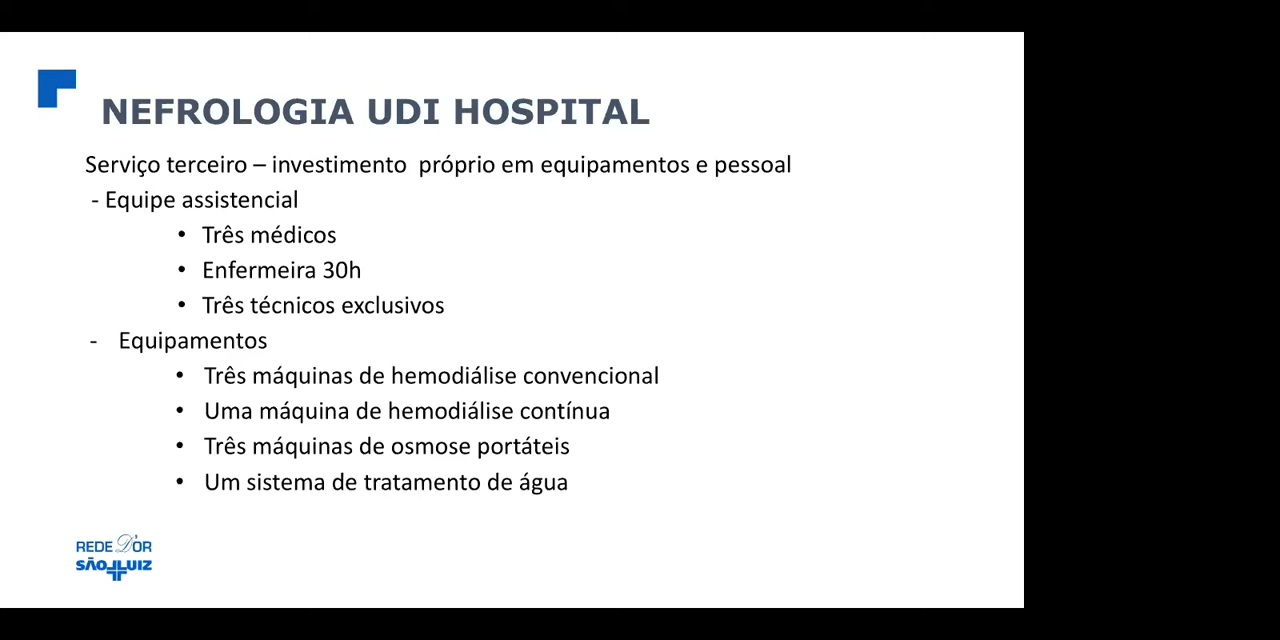 NEFROLOGIA UDI HOSPITAL
Serviço terceiro – investimento próprio em equipamentos e pessoal
- Equipe assistencial
• Três médicos
• Enfermeira 30h
• Três técnicos exclusivos
- Equipamentos
• Três máquinas de hemodiálise convencional
• Uma máquina de hemodiálise contínua
• Três máquinas de osmose portáteis
• Um sistema de tratamento de água
REDE D'OR
SÃO LUIZ